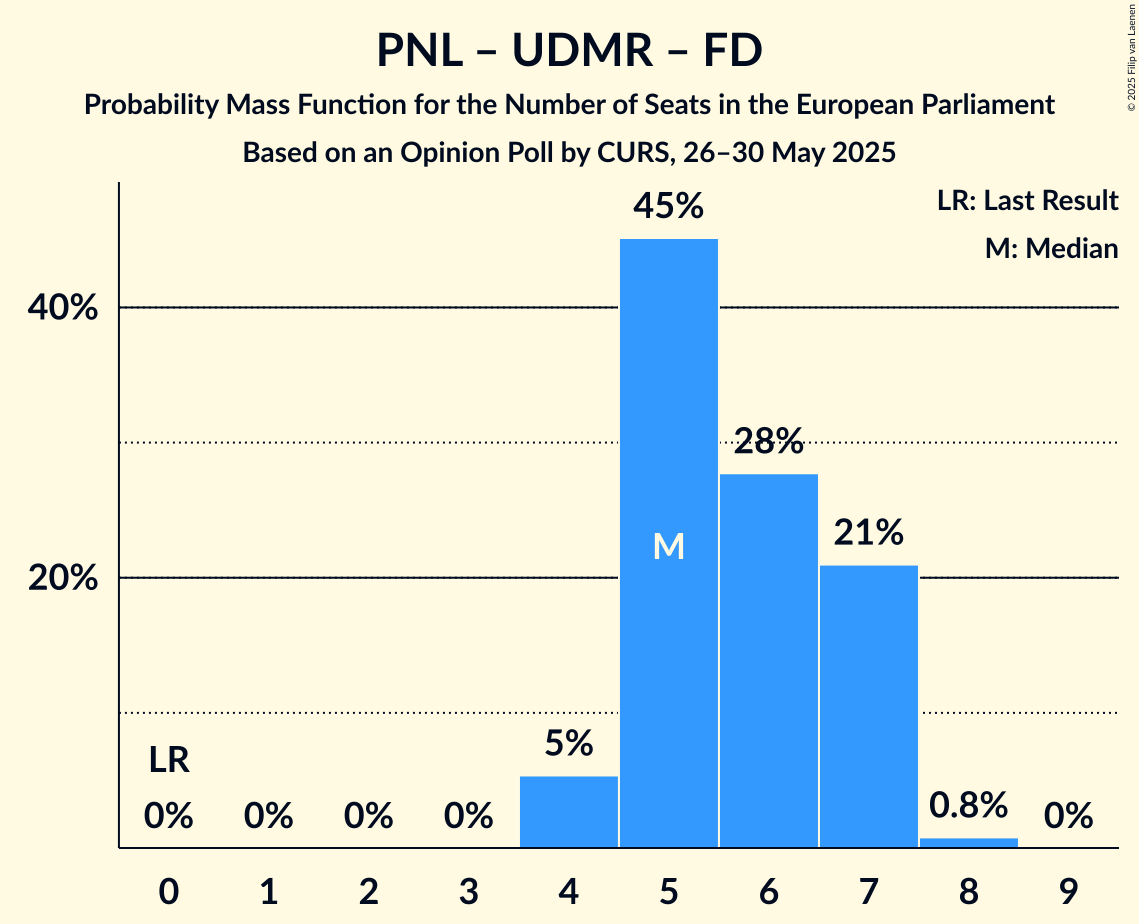 PNL – UDMR – FD
Probability Mass Function for the Number of Seats in the European Parliament
Based on an Opinion Poll by CURS, 26–30 May 2025
© 2025 Filip van Laenen
LR: Last Result
M: Median
45%
40%
28%
M
21%
20%
5%
LR
0%
0%
0%
0%
0.8%
0%
0
1
2
3
4
5
6
7
8
9